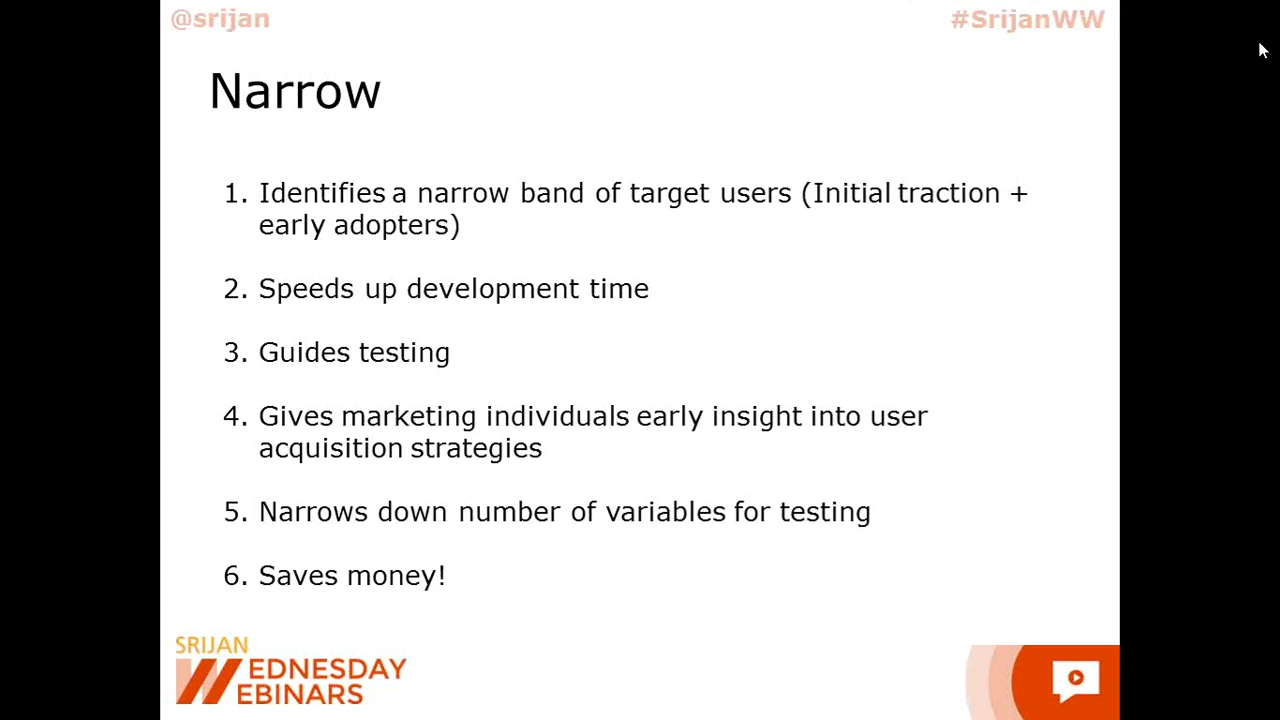 @srijan
#SrijanWW
Narrow
1. Identifies a narrow band of target users (Initial traction +
early adopters)
2. Speeds up development time
3. Guides testing
4. Gives marketing individuals early insight into user
acquisition strategies
5. Narrows down number of variables for testing
6. Saves money!
SRIJAN
WEDNESDAY
WEBINARS